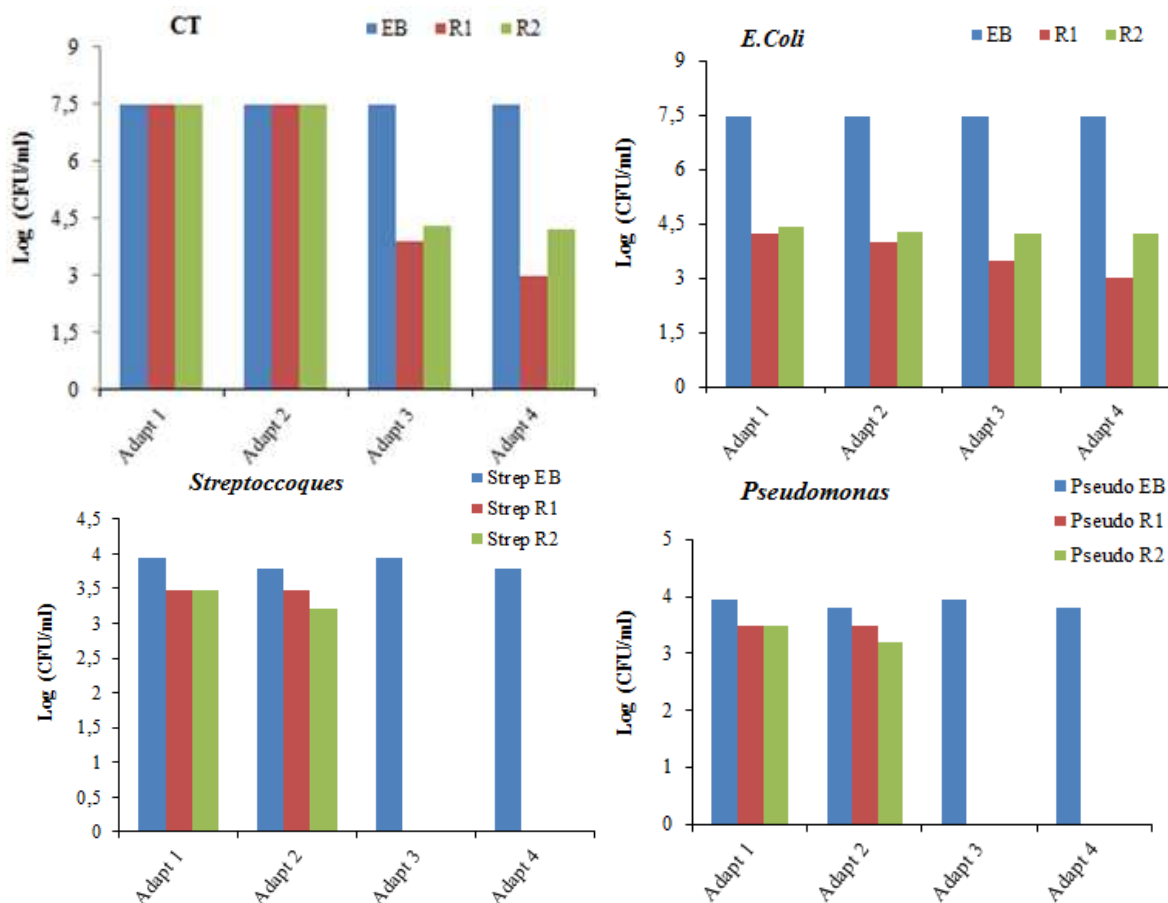 CT
EB R1 R2
Log (CFU/ml)
9
7,5
6
4,5
3
1,5
0
Adapt 1 Adapt 2 Adapt 3 Adapt 4
E.Coli
EB R1 R2
Log (CFU/ml)
9
7,5
6
4,5
3
1,5
0
Adapt 1 Adapt 2 Adapt 3 Adapt 4
Streptoccoques
Strep EB
Strep R1
Strep R2
Log (CFU/ml)
4,5
4
3,5
3
2,5
2
1,5
1
0,5
0
Adapt 1 Adapt 2 Adapt 3 Adapt 4
Pseudomonas
Pseudo EB
Pseudo R1
Pseudo R2
Log (CFU/ml)
5
4
3
2
1
0
Adapt 1 Adapt 2 Adapt 3 Adapt 4